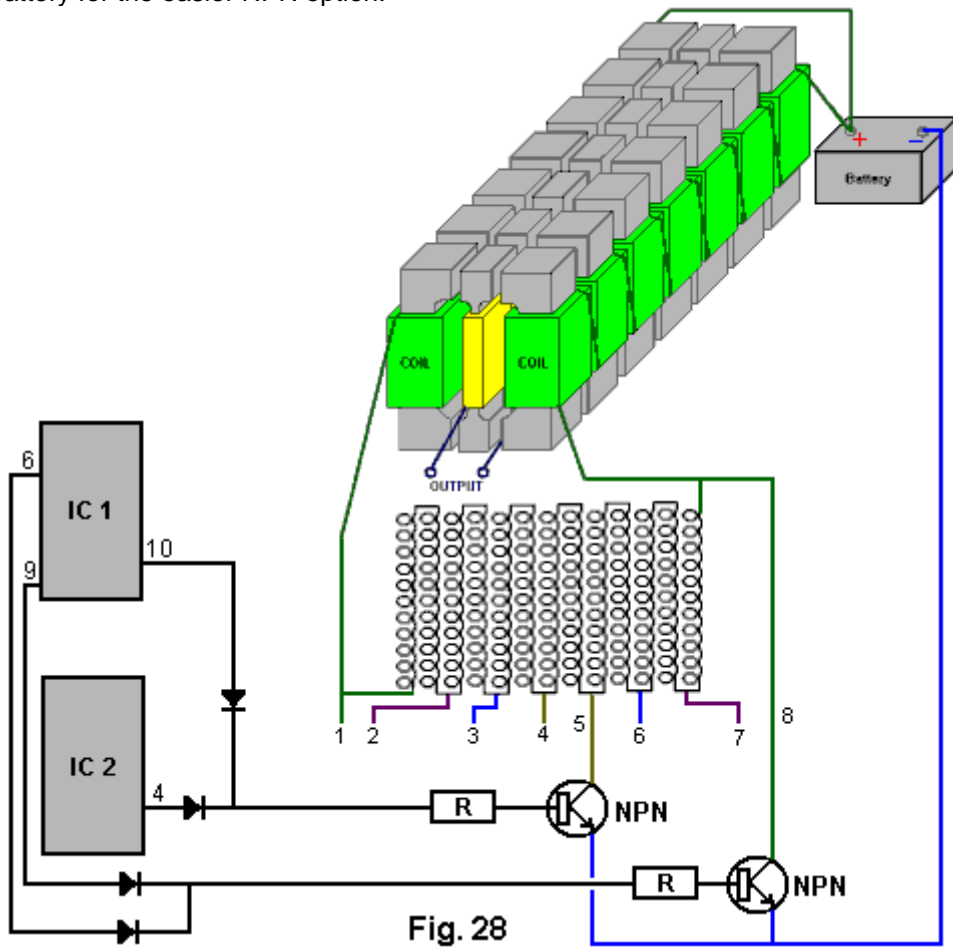 battery for the easier NPN option.
+
–
Battery
COIL
COIL
OUTPUT
6
IC 1
10
9
1
2
3
4
5
6
7
8
IC 2
4
R
NPN
R
NPN
Fig. 28